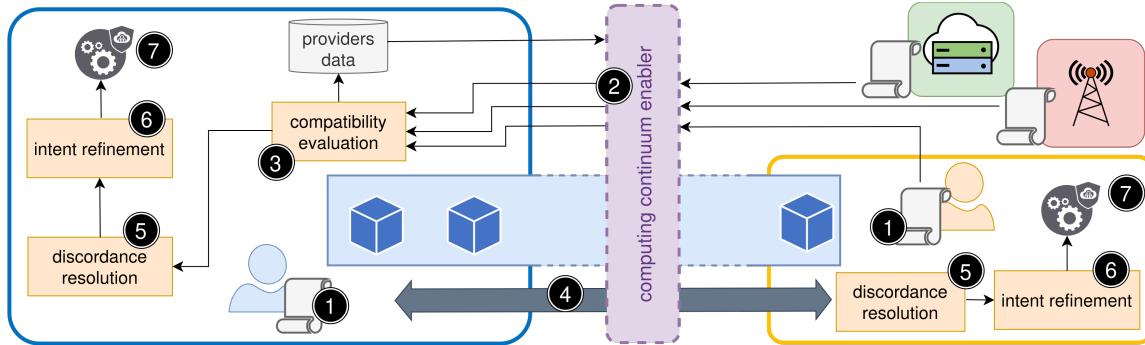 7
providers
data
2
6
intent refinement
compatibility
evaluation
3
computing continuum enabler
5
discordance
resolution
1
4
1
7
5
6
discordance
resolution
intent refinement